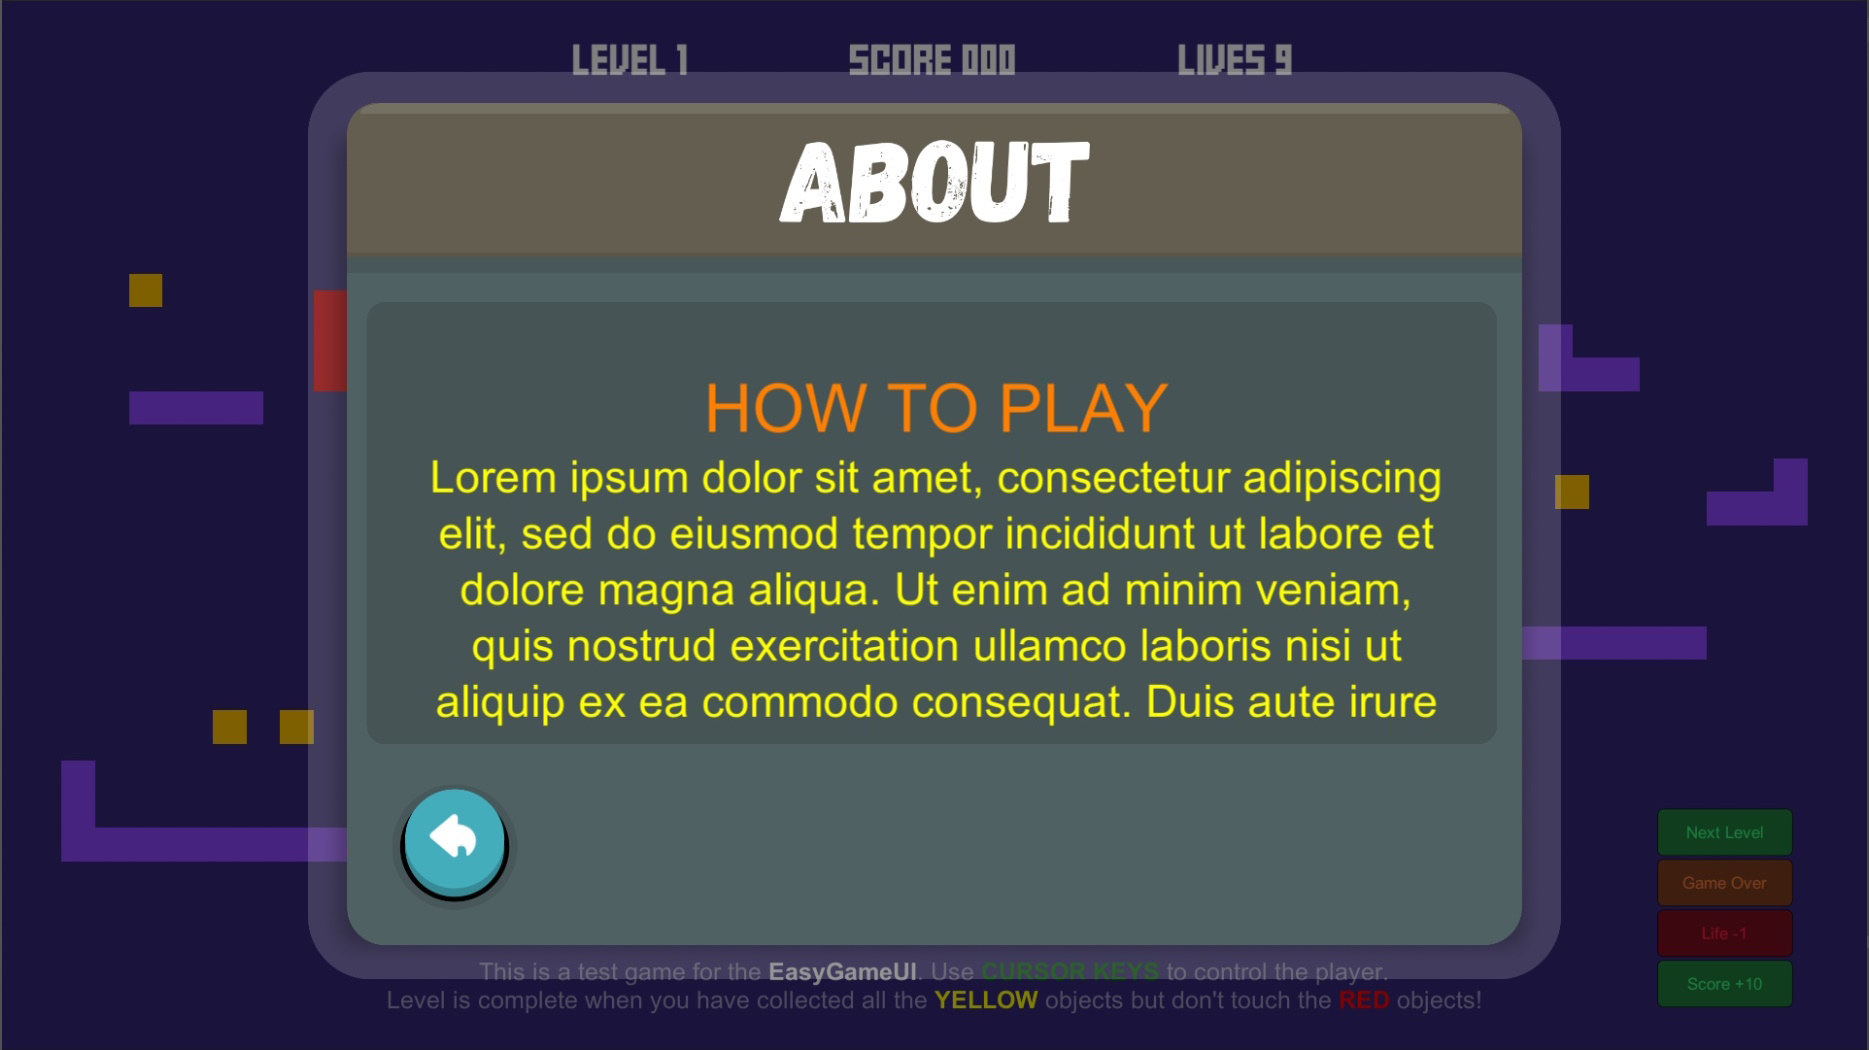 LEVEL 1 SCORE 000 LIVES 9
ABOUT
HOW TO PLAY
Lorem ipsum dolor sit amet, consectetur adipiscing
elit, sed do eiusmod tempor incididunt ut labore et
dolore magna aliqua. Ut enim ad minim veniam,
quis nostrud exercitation ullamco laboris nisi ut
aliquip ex ea commodo consequat. Duis aute irure
Next Level
Game Over
Life -1
Score +10
This is a test game for the EasyGameUI. Use CURSOR KEYS to control the player.
Level is complete when you have collected all the YELLOW objects but don't touch the RED objects!